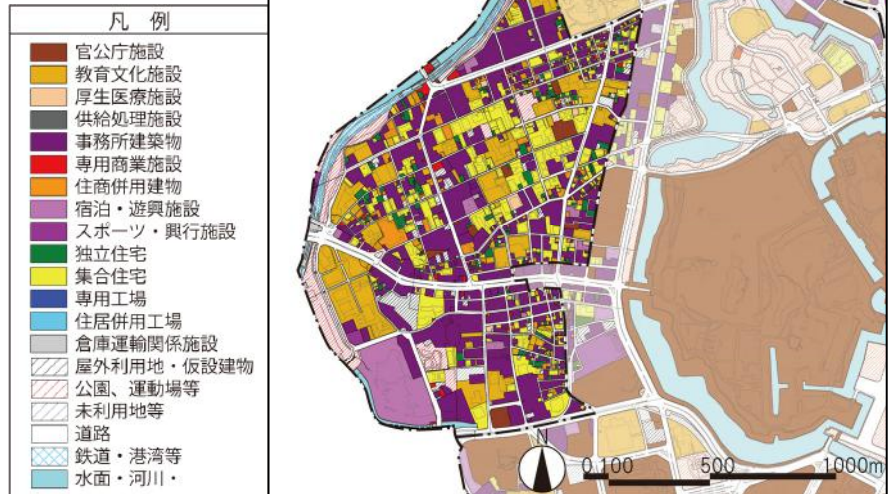 凡 例
官公庁施設
教育文化施設
厚生医療施設
供給処理施設
事務所建築物
専用商業施設
住商併用建物
宿泊・遊興施設
スポーツ・興行施設
独立住宅
集合住宅
専用工場
住居併用工場
倉庫運輸関係施設
屋外利用地・仮設建物
公園、運動場等
未利用地等
道路
鉄道・港湾等
水面・河川・
N
0 100 500 1000m